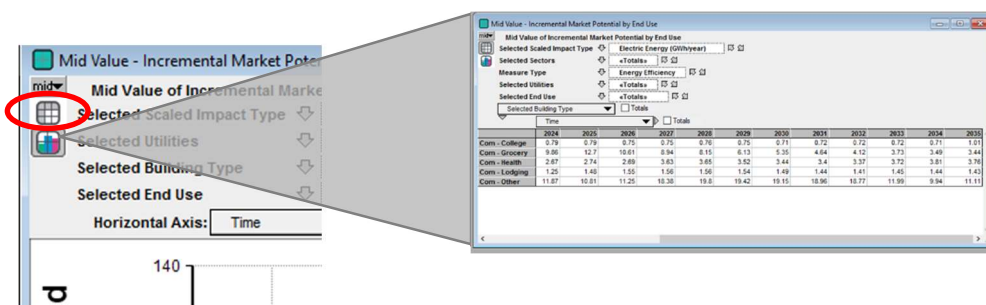 Mid Value - Incremental Market Pote
mid
Mid Value of Incremental Marke
Selected Scaled Impact Type
Selected Utilities
Selected Building Type
Selected End Use
Horizontal Axis: Time
140
d
Mid Value - Incremental Market Potential by End Use
mid
Mid Value of Incremental Market Potential by End Use
Selected Scaled Impact Type Electric Energy (GWh/year)
Selected Sectors «Totals»
Measure Type Energy Efficiency
Selected Utilities «Totals»
Selected End Use «Totals»
Selected Building Type Totals
Time Totals
2024 2025 2026 2027 2028 2029 2030 2031 2032 2033 2034 2035
Com - College 0.79 0.79 0.75 0.75 0.76 0.75 0.71 0.72 0.72 0.72 0.71 1.01
Com - Grocery 9.86 12.7 10.61 8.94 8.15 6.13 5.35 4.64 4.12 3.73 3.49 3.44
Com - Health 2.67 2.74 2.69 3.63 3.65 3.52 3.44 3.4 3.37 3.72 3.81 3.76
Com - Lodging 1.25 1.48 1.55 1.56 1.56 1.54 1.49 1.44 1.41 1.45 1.44 1.43
Com - Other 11.87 10.81 11.25 18.38 19.8 19.42 19.15 18.96 18.77 11.99 9.94 11.11